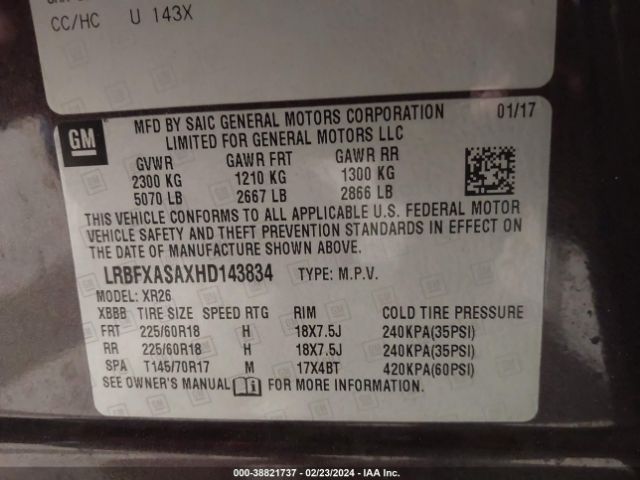 CC/HC U 143X
GM
MFD BY SAIC GENERAL MOTORS CORPORATION 01/17
LIMITED FOR GENERAL MOTORS LLC
GVWR GAWR FRT GAWR RR
2300 KG 1210 KG 1300 KG
5070 LB 2667 LB 2866 LB
THIS VEHICLE CONFORMS TO ALL APPLICABLE U.S. FEDERAL MOTOR
VEHICLE SAFETY AND THEFT PREVENTION STANDARDS IN EFFECT ON
THE DATE OF MANUFACTURE SHOWN ABOVE.
LRBFXASAXHD143834 TYPE: M.P.V.
MODEL: XR26
XBBB TIRE SIZE SPEED RTG RIM COLD TIRE PRESSURE
FRT 225/60R18 H 18X7.5J 240KPA(35PSI)
RR 225/60R18 H 18X7.5J 240KPA(35PSI)
SPA T145/70R17 M 17X4BT 420KPA(60PSI)
SEE OWNER'S MANUAL FOR MORE INFORMATION.
000-38821737 - 02/23/2024 - IAA Inc.